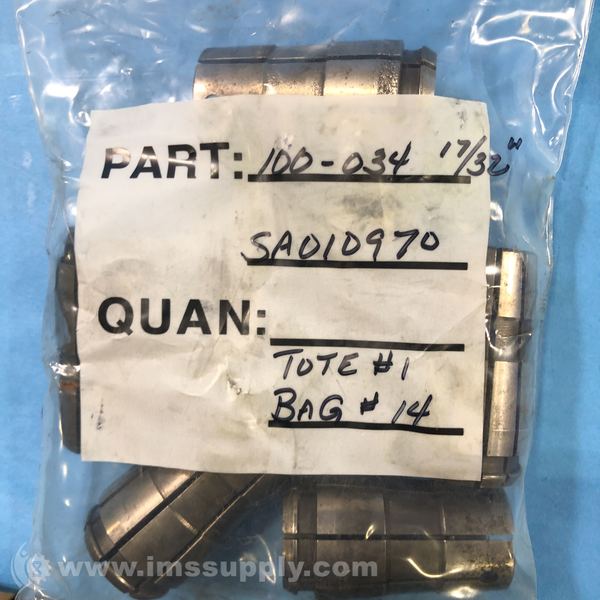 PART: 100-034 17/32"
SA010970
QUAN:
TOTE #1
BAG # 14
www.imssupply.com